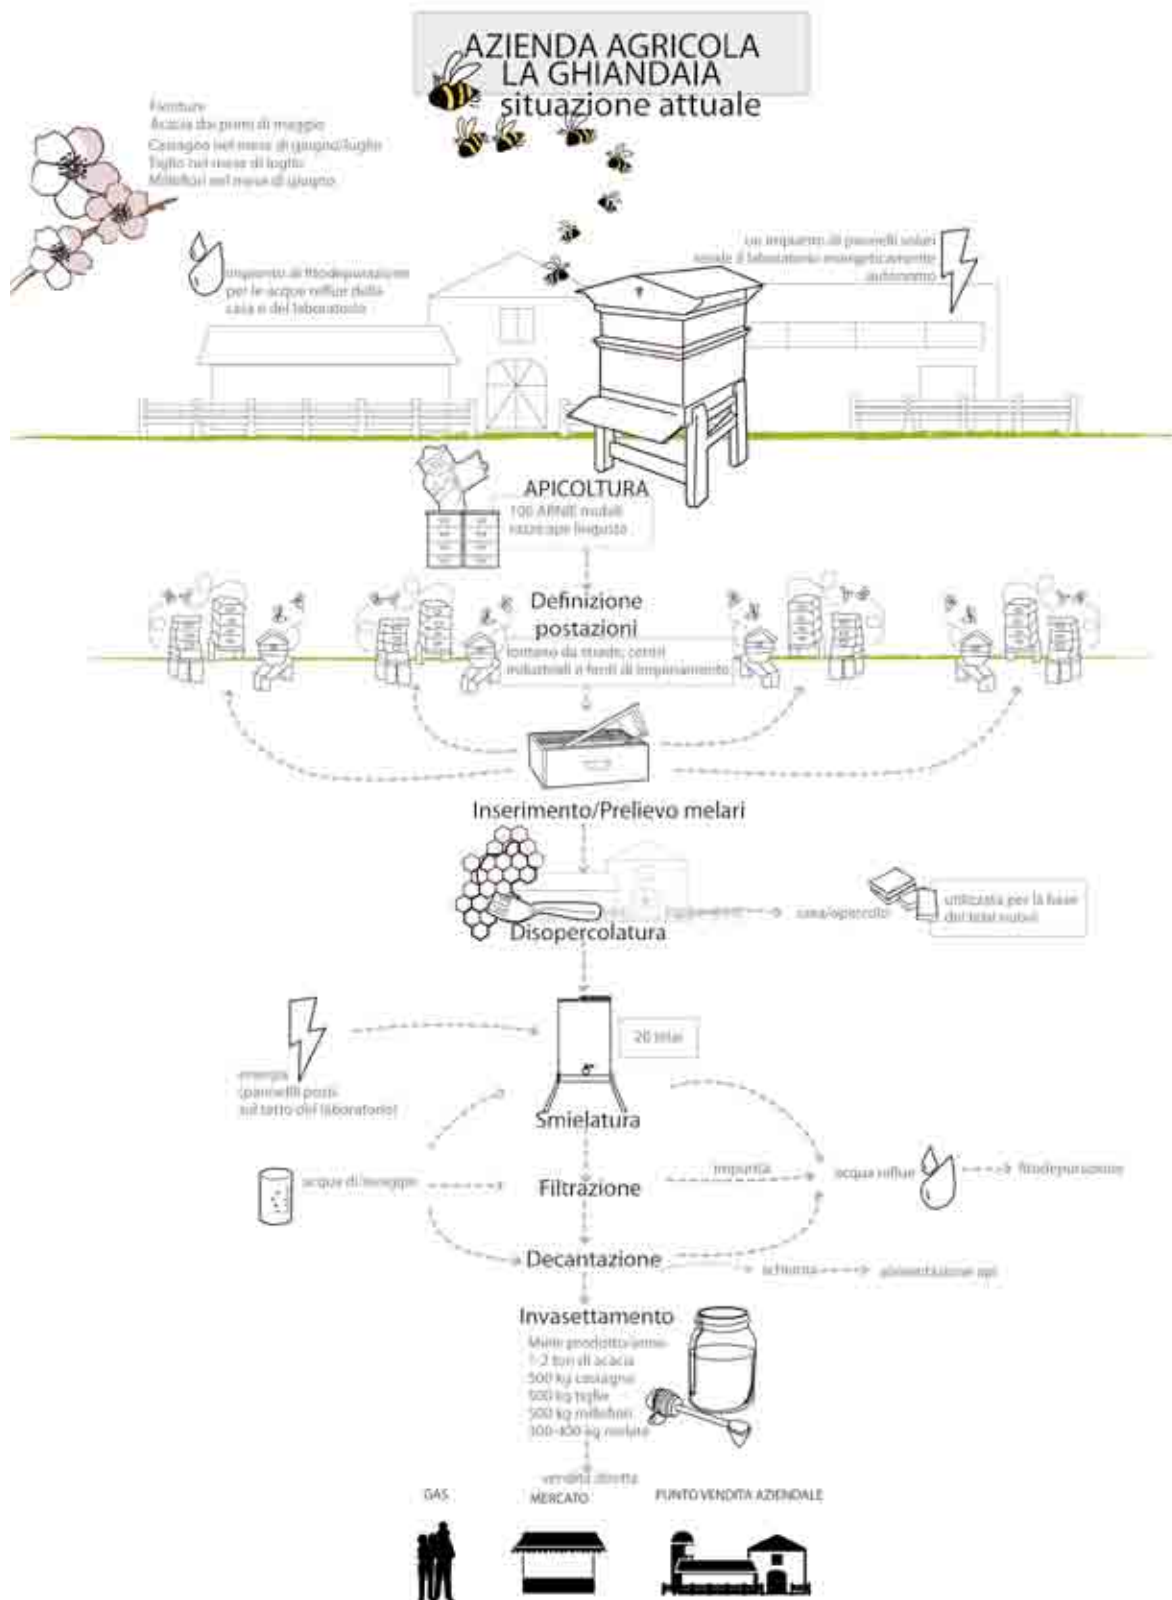 AZIENDA AGRICOLA
LA GHIANDAIA
situazione attuale
Fioriture
Acacia dai primi di maggio
Castagno nel mese di giugno/luglio
Tiglio nel mese di luglio
Millefiori nel mese di giugno
impianto di fitodepurazione
per le acque reflue della
casa e del laboratorio
un impianto di pannelli solari
rende il laboratorio energeticamente
autonomo
APICOLTURA
100 ARNIE mobili
razza ape ligustica
Definizione
postazioni
lontano da strade, centri
industriali e fonti di inquinamento
Inserimento/Prelievo melari
cera/opercolo
utilizzata per la base
dei telai nuovi
Disopercolatura
20 telai
energia
(pannelli posti
sul tetto del laboratorio)
Smielatura
acqua di lavaggio
Filtrazione
impurità
acqua reflue
fitodepurazione
Decantazione
schiuma
alimentazione api
Invasettamento
Miele prodotto/anno
1-2 ton di acacia
500 kg castagno
500 kg tiglio
500 kg millefiori
300-400 kg melata
vendita diretta
GAS
MERCATO
PUNTO VENDITA AZIENDALE